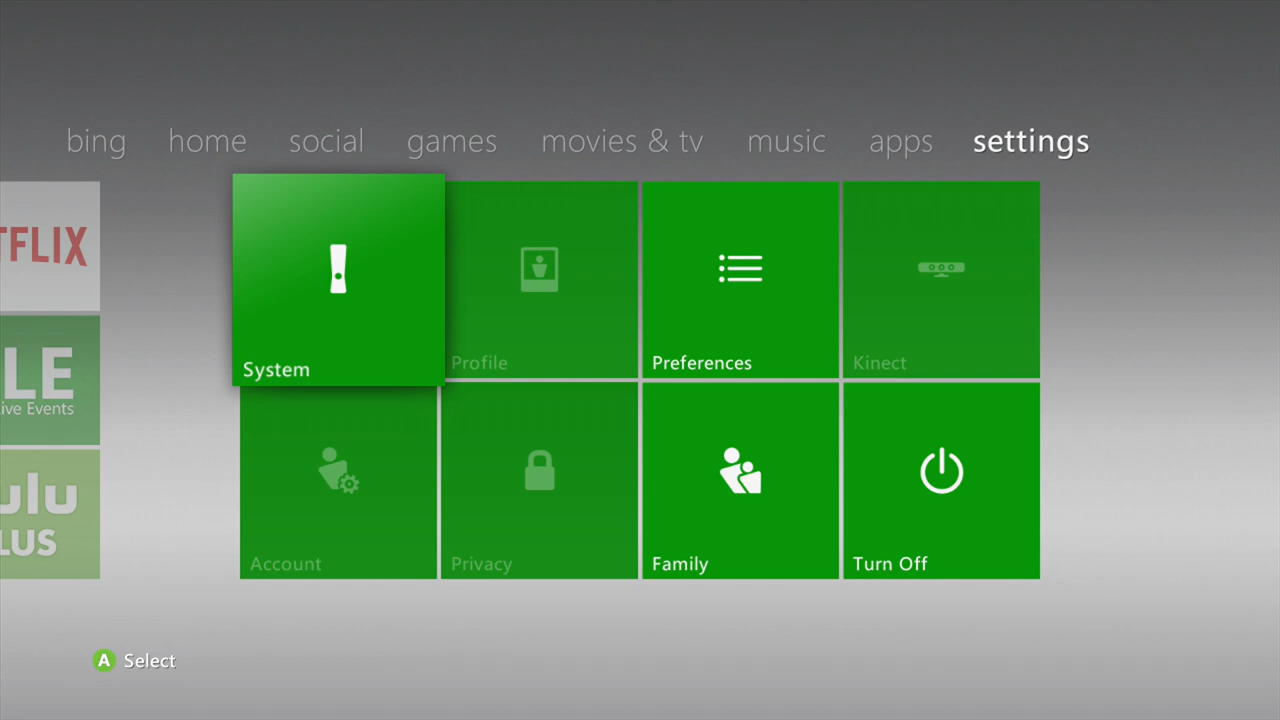 bing home social games movies & tv music apps settings
TFLIX
LE
ive Events
ulu
LUS
System
Profile
Preferences
Kinect
Account
Privacy
Family
Turn Off
A Select